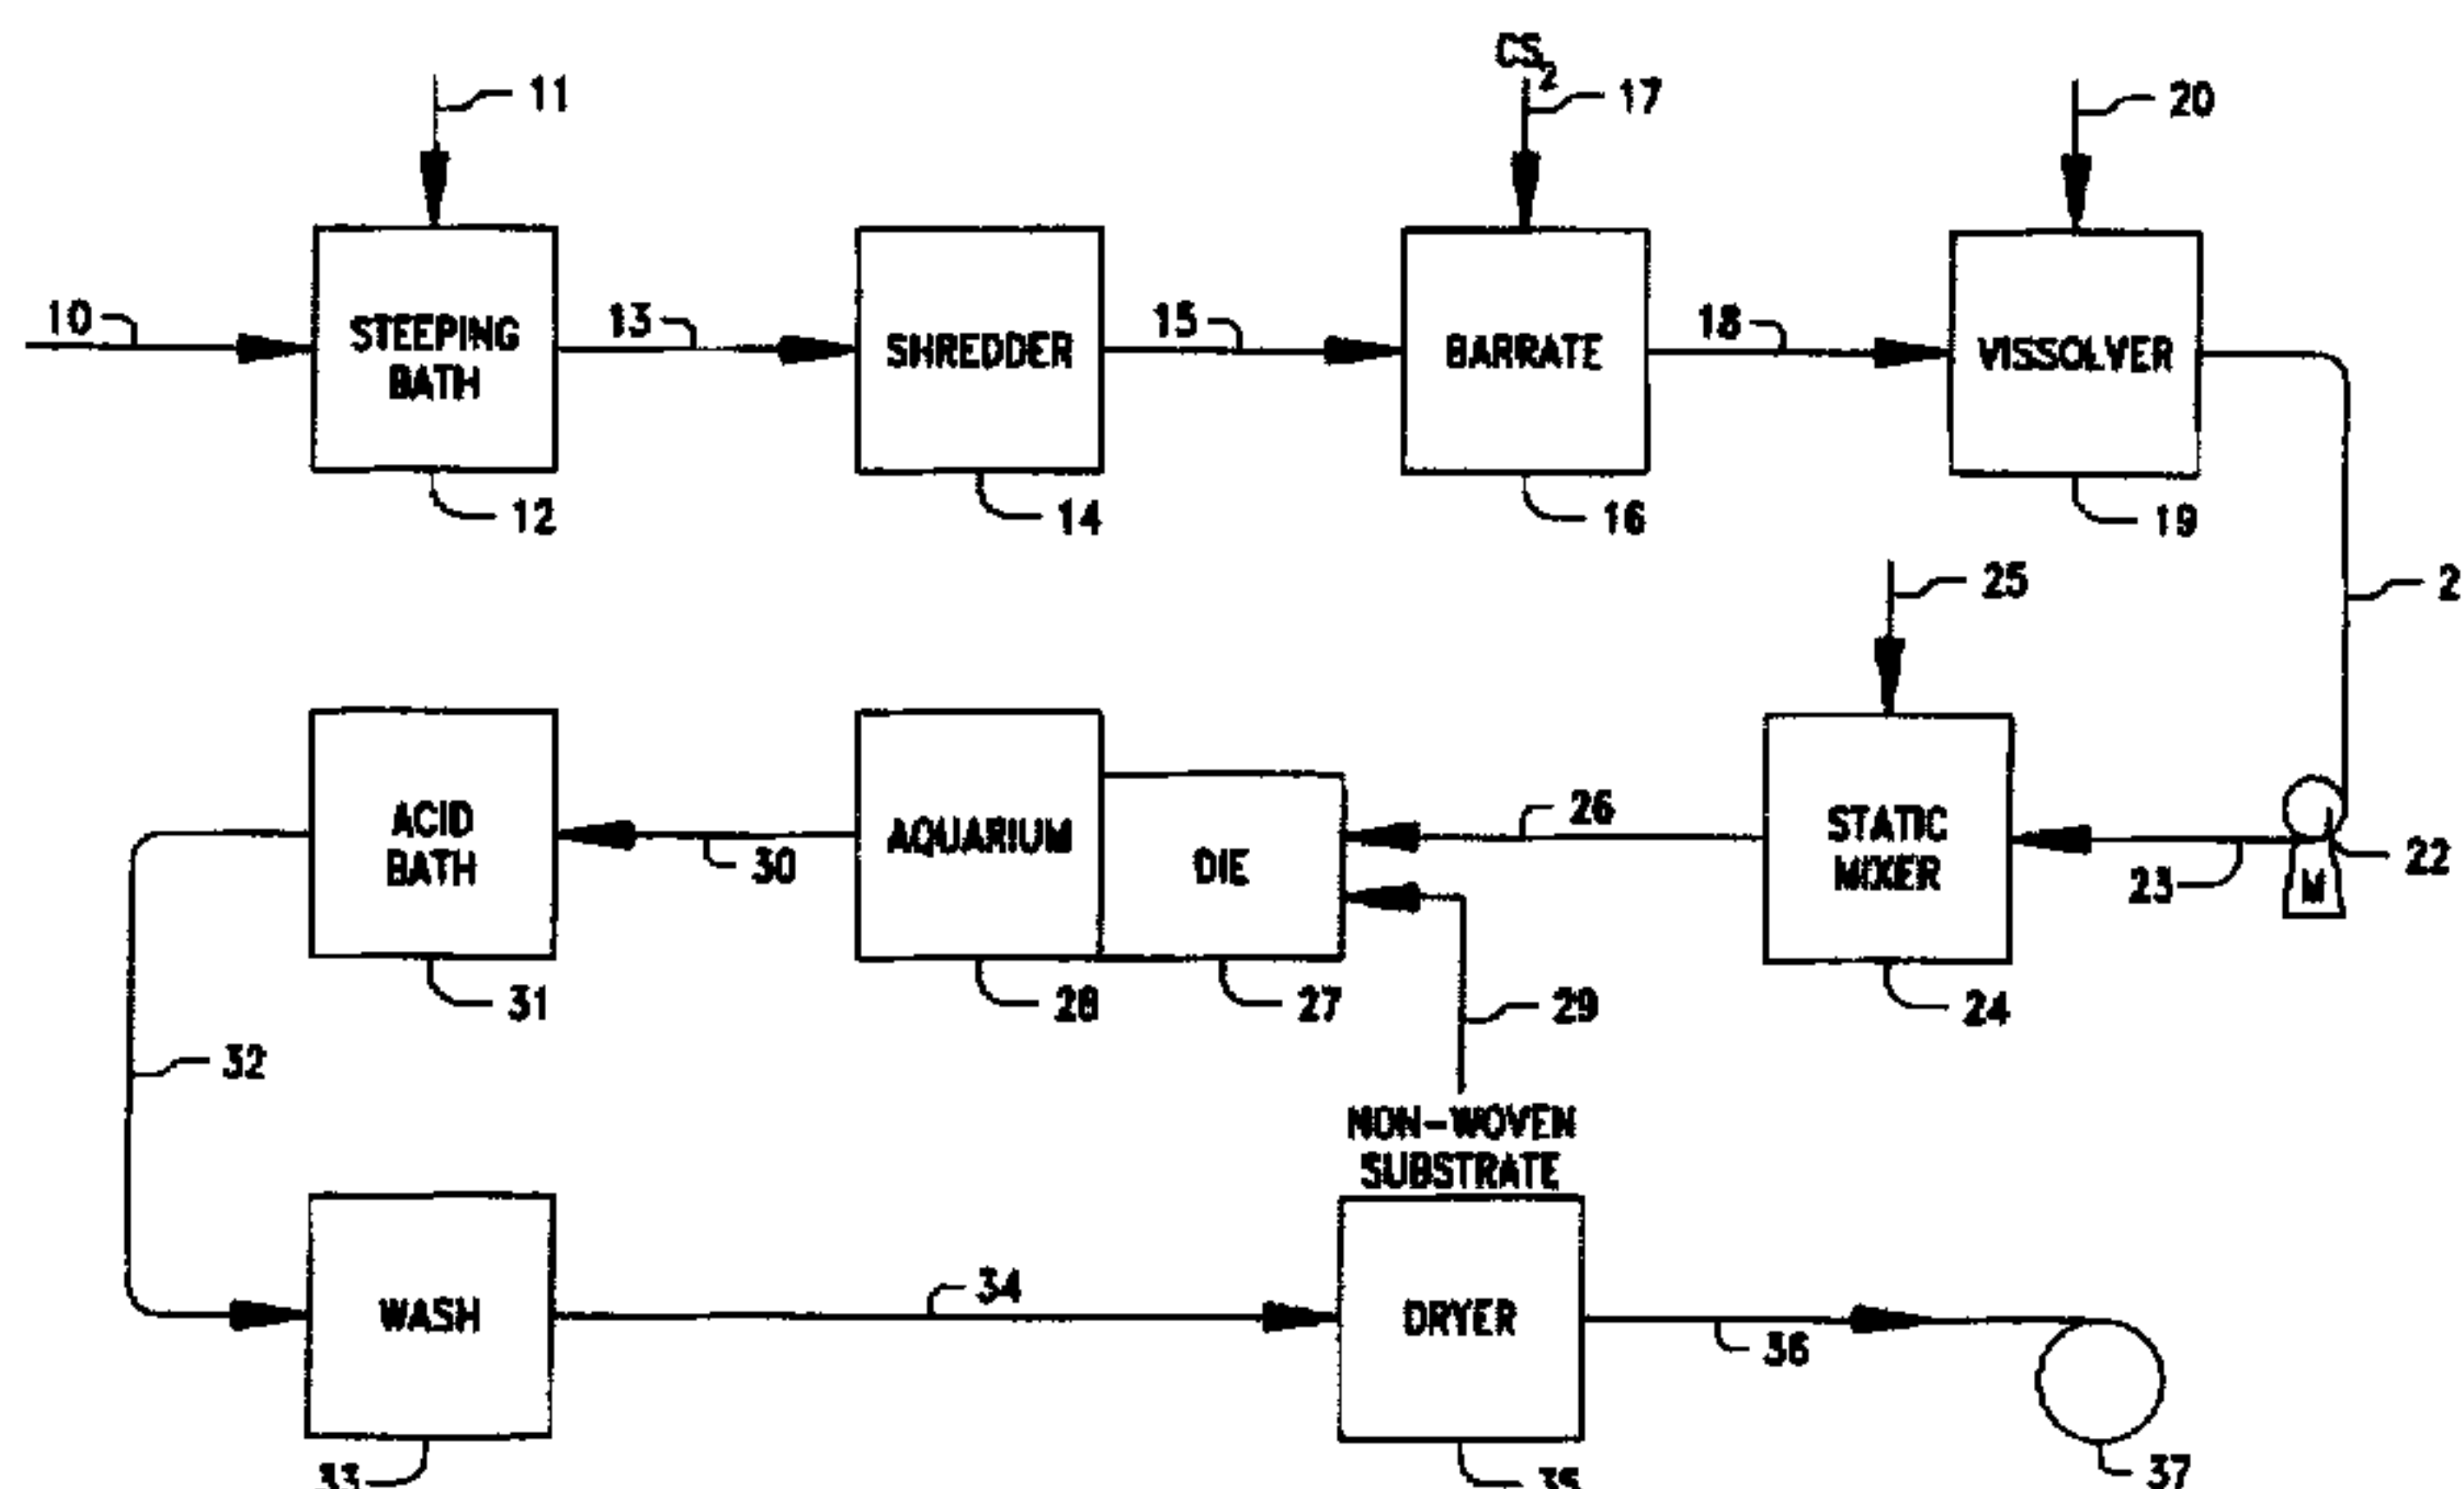 CS2
11
17
20
10
STEEPING
BATH
13
SHREDDER
15
BARRATE
18
VISSOLVER
12
14
16
19
25
2
ACID
BATH
AQUARIUM
DIE
26
STATIC
MIXER
30
23
M
22
31
28
27
29
24
32
NON-WOVEN
SUBSTRATE
WASH
34
DRYER
36
33
35
37